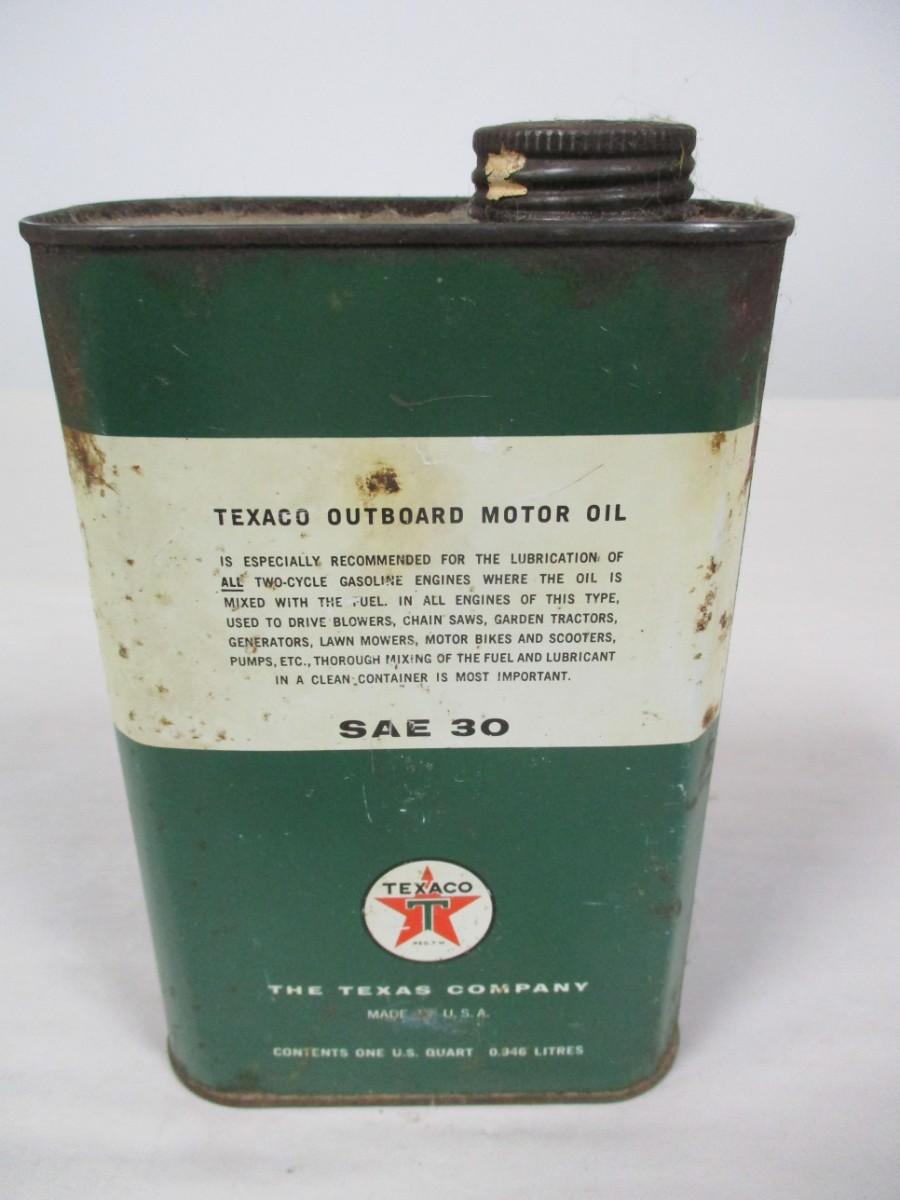 TEXACO OUTBOARD MOTOR OIL
IS ESPECIALLY RECOMMENDED FOR THE LUBRICATION OF
ALL TWO-CYCLE GASOLINE ENGINES WHERE THE OIL IS
MIXED WITH THE FUEL. IN ALL ENGINES OF THIS TYPE,
USED TO DRIVE BLOWERS, CHAIN SAWS, GARDEN TRACTORS,
GENERATORS, LAWN MOWERS, MOTOR BIKES AND SCOOTERS,
PUMPS, ETC., THOROUGH MIXING OF THE FUEL AND LUBRICANT
IN A CLEAN CONTAINER IS MOST IMPORTANT.
SAE 30
TEXACO
T
REG. T.M.
THE TEXAS COMPANY
MADE U.S.A.
CONTENTS ONE U.S. QUART 0.946 LITRES